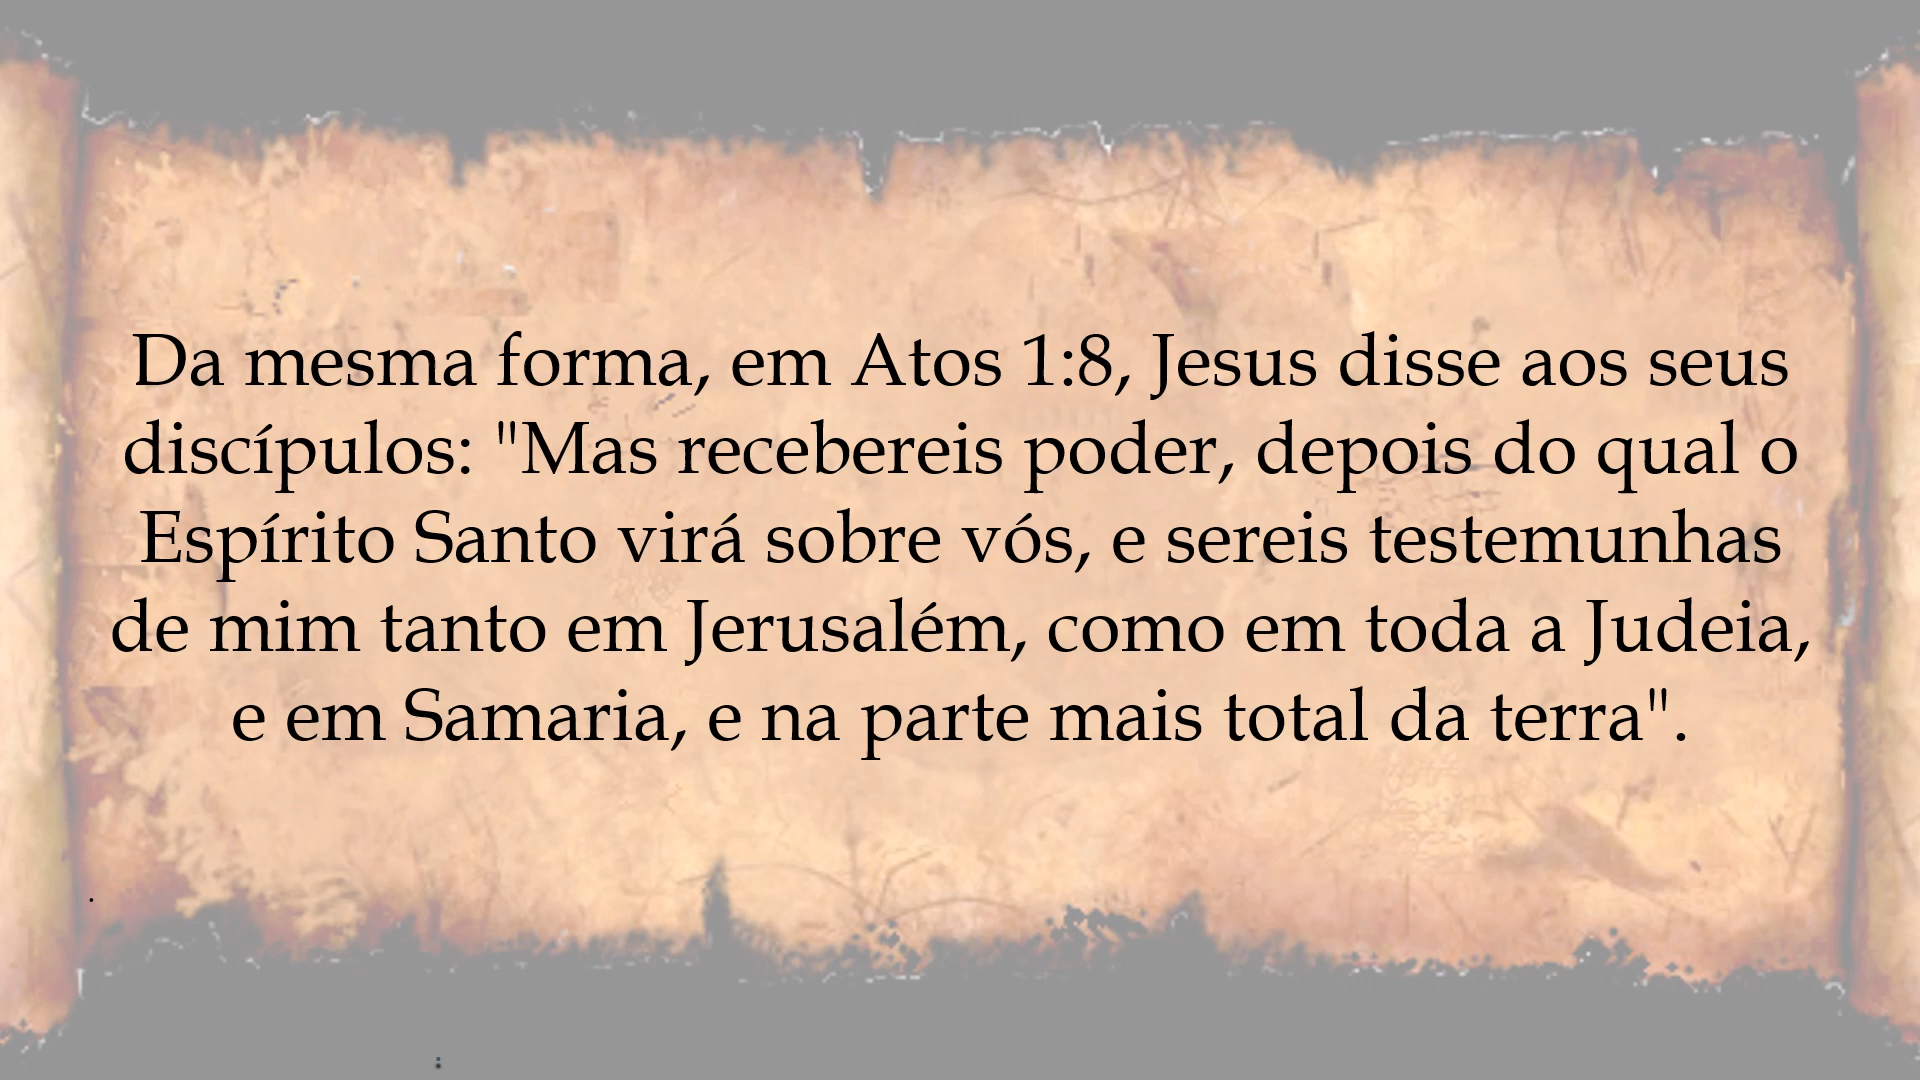 Da mesma forma, em Atos 1:8, Jesus disse aos seus
discípulos: "Mas recebereis poder, depois do qual o
Espírito Santo virá sobre vós, e sereis testemunhas
de mim tanto em Jerusalém, como em toda a Judeia,
e em Samaria, e na parte mais total da terra".
.
: